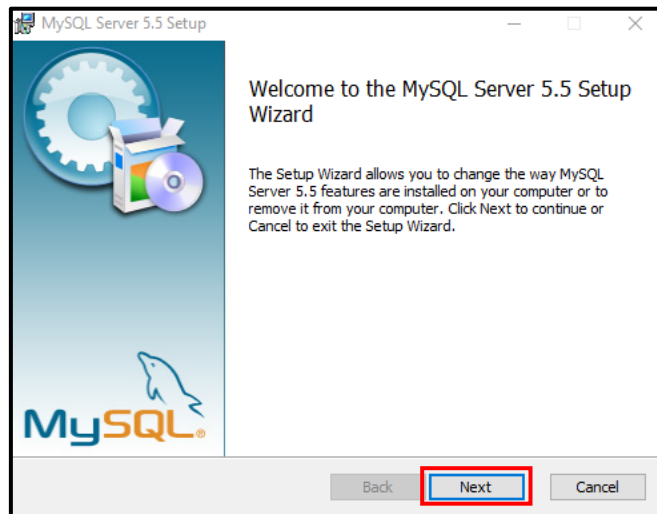 MySQL Server 5.5 Setup
Welcome to the MySQL Server 5.5 Setup
Wizard
The Setup Wizard allows you to change the way MySQL
Server 5.5 features are installed on your computer or to
remove it from your computer. Click Next to continue or
Cancel to exit the Setup Wizard.
MySQL®
Back Next Cancel